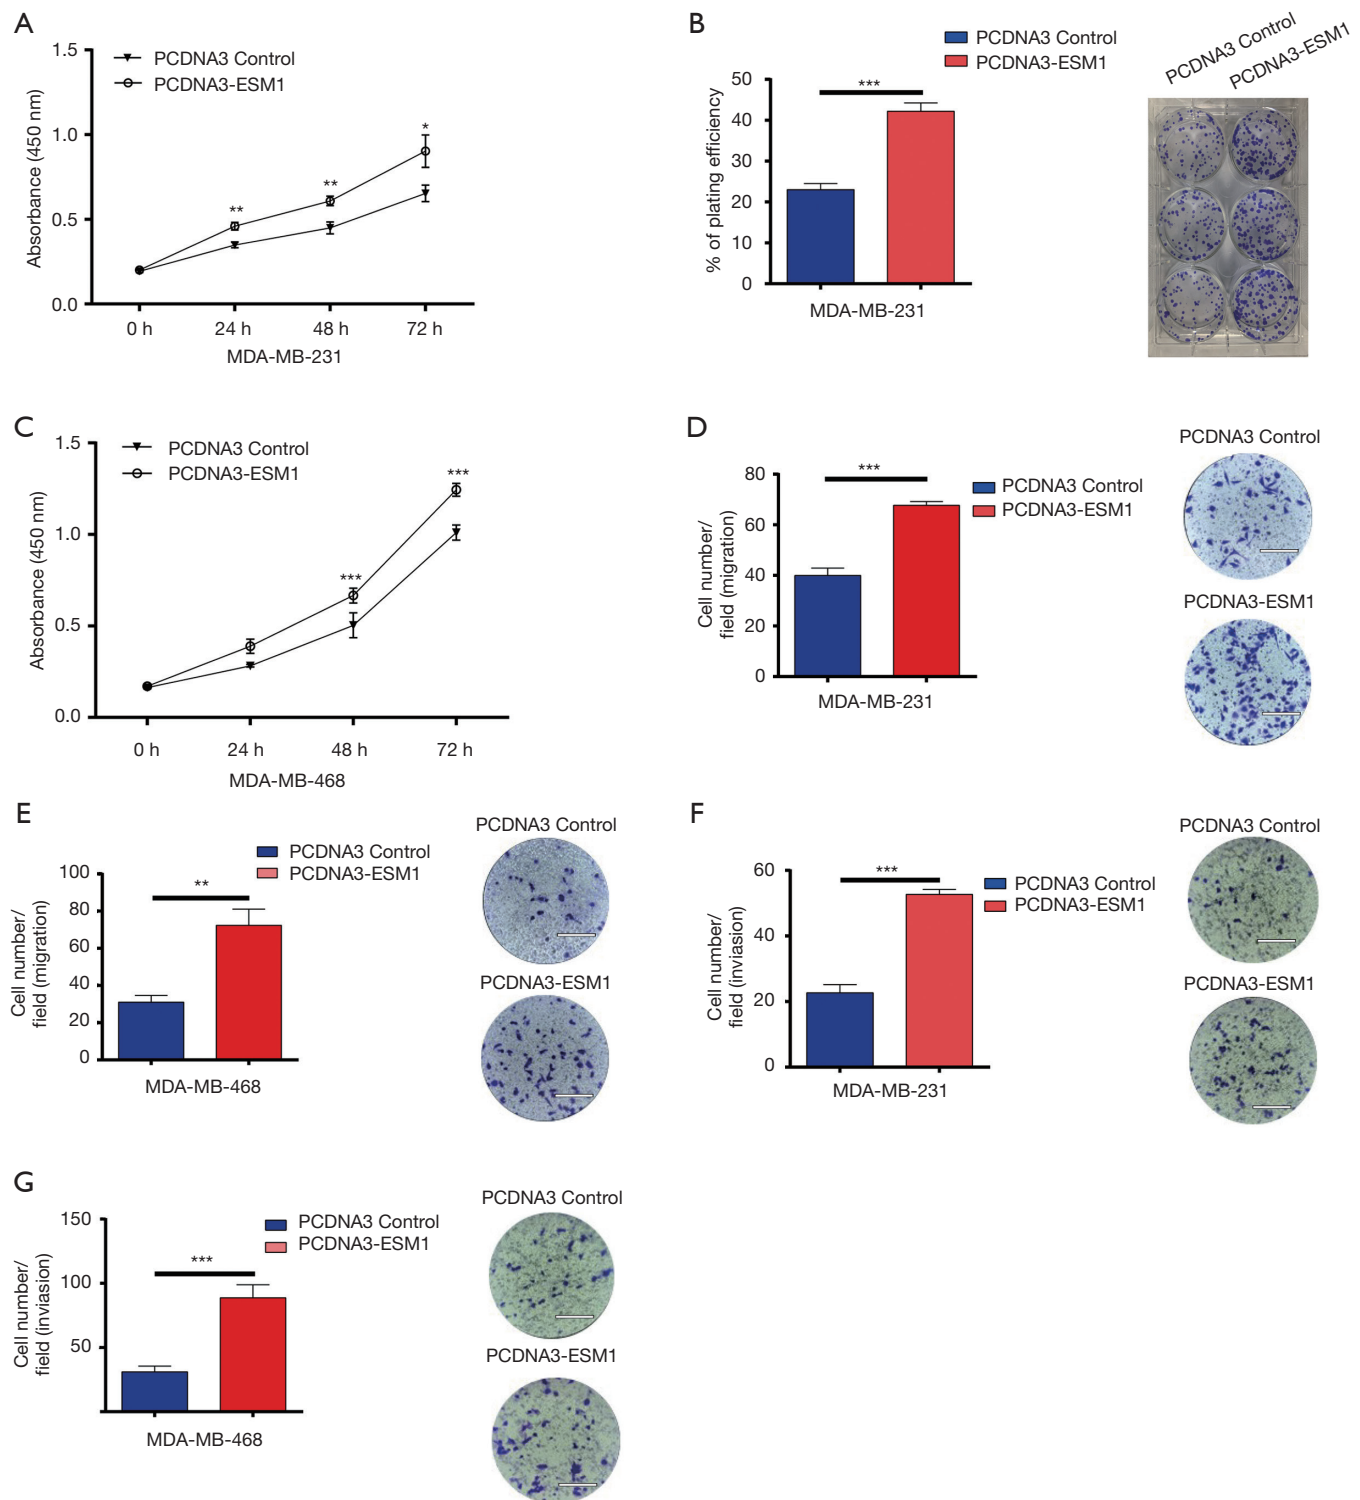 A
1.5
1.0
0.5
0.0
Absorbance (450 nm)
PCDNA3 Control
PCDNA3-ESM1
**
**
*
0 h 24 h 48 h 72 h
MDA-MB-231
B
PCDNA3 Control
PCDNA3-ESM1
50
40
30
20
10
0
% of plating efficiency
***
MDA-MB-231
PCDNA3 Control
PCDNA3-ESM1
C
1.5
1.0
0.5
0.0
Absorbance (450 nm)
PCDNA3 Control
PCDNA3-ESM1
***
***
0 h 24 h 48 h 72 h
MDA-MB-468
D
80
60
40
20
0
Cell number/
field (migration)
***
PCDNA3 Control
PCDNA3-ESM1
MDA-MB-231
PCDNA3 Control
PCDNA3-ESM1
E
100
80
60
40
20
0
Cell number/
field (migration)
**
PCDNA3 Control
PCDNA3-ESM1
MDA-MB-468
PCDNA3 Control
PCDNA3-ESM1
F
60
40
20
0
Cell number/
field (inviasion)
***
PCDNA3 Control
PCDNA3-ESM1
MDA-MB-231
PCDNA3 Control
PCDNA3-ESM1
G
150
100
50
Cell number/
field (inviasion)
***
PCDNA3 Control
PCDNA3-ESM1
MDA-MB-468
PCDNA3 Control
PCDNA3-ESM1